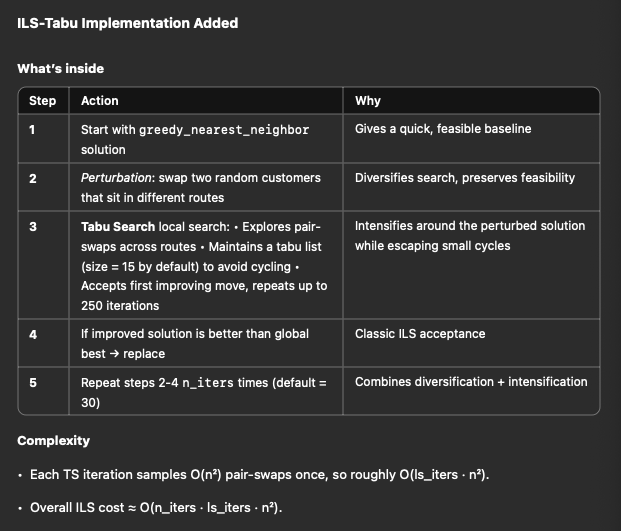 ILS-Tabu Implementation Added
What's inside
Step Action Why
1 Start with greedy_nearest_neighbor Gives a quick, feasible baseline
solution
2 Perturbation: swap two random customers Diversifies search, preserves feasibility
that sit in different routes
3 Tabu Search local search: • Explores pair- Intensifies around the perturbed solution
swaps across routes • Maintains a tabu list while escaping small cycles
(size = 15 by default) to avoid cycling •
Accepts first improving move, repeats up to
250 iterations
4 If improved solution is better than global Classic ILS acceptance
best → replace
5 Repeat steps 2-4 n_iters times (default = Combines diversification + intensification
30)
Complexity
• Each TS iteration samples O(n²) pair-swaps once, so roughly O(ls_iters · n²).
• Overall ILS cost ≈ O(n_iters · ls_iters · n²).